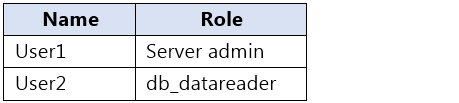 Name Role
User1 Server admin
User2 db_datareader